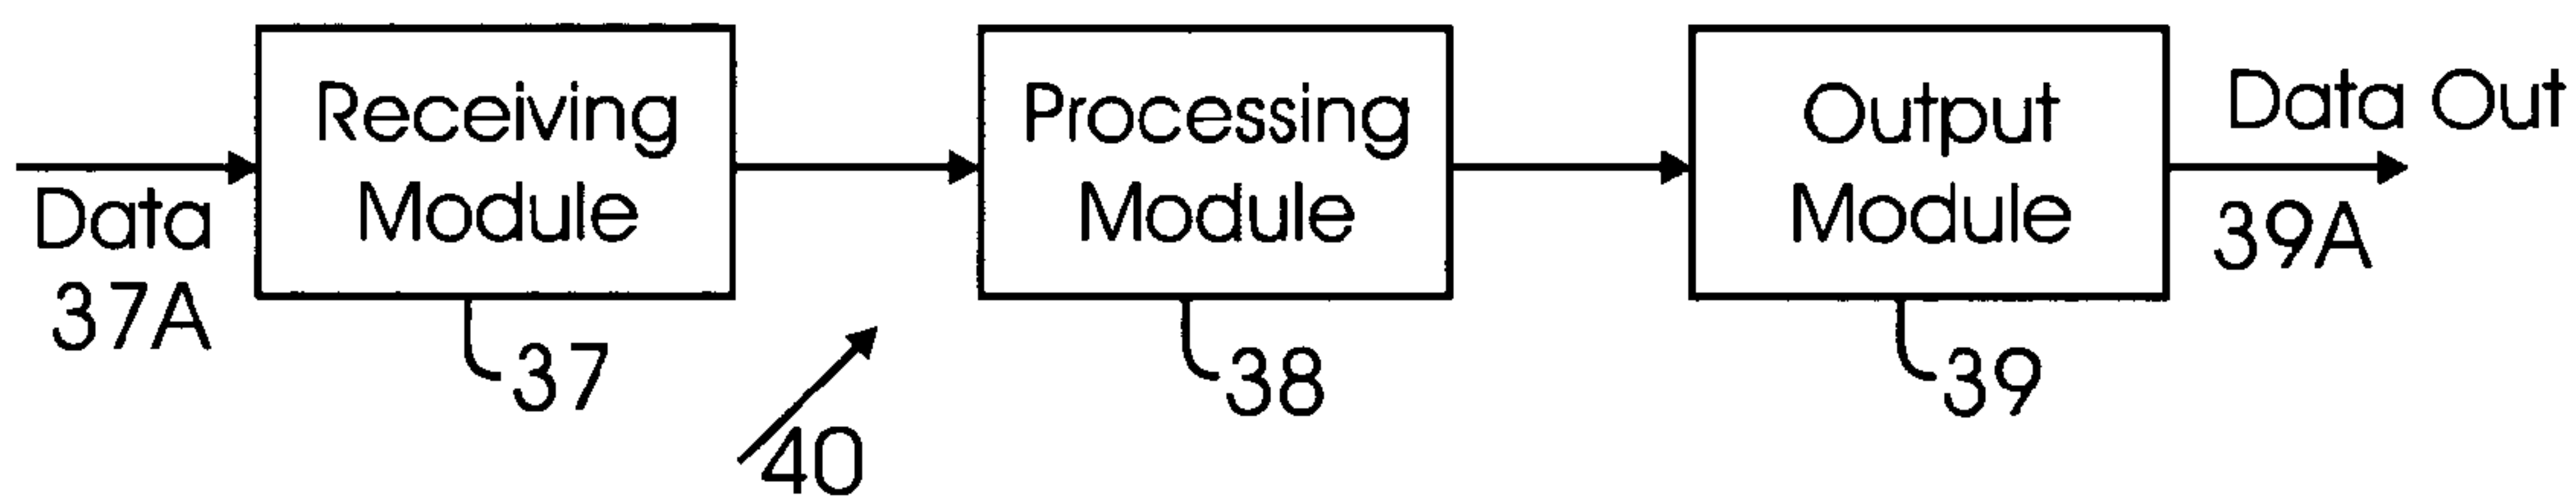 Receiving
Module
Processing
Module
Output
Module
Data Out
Data
37A
39A
37
38
39
40